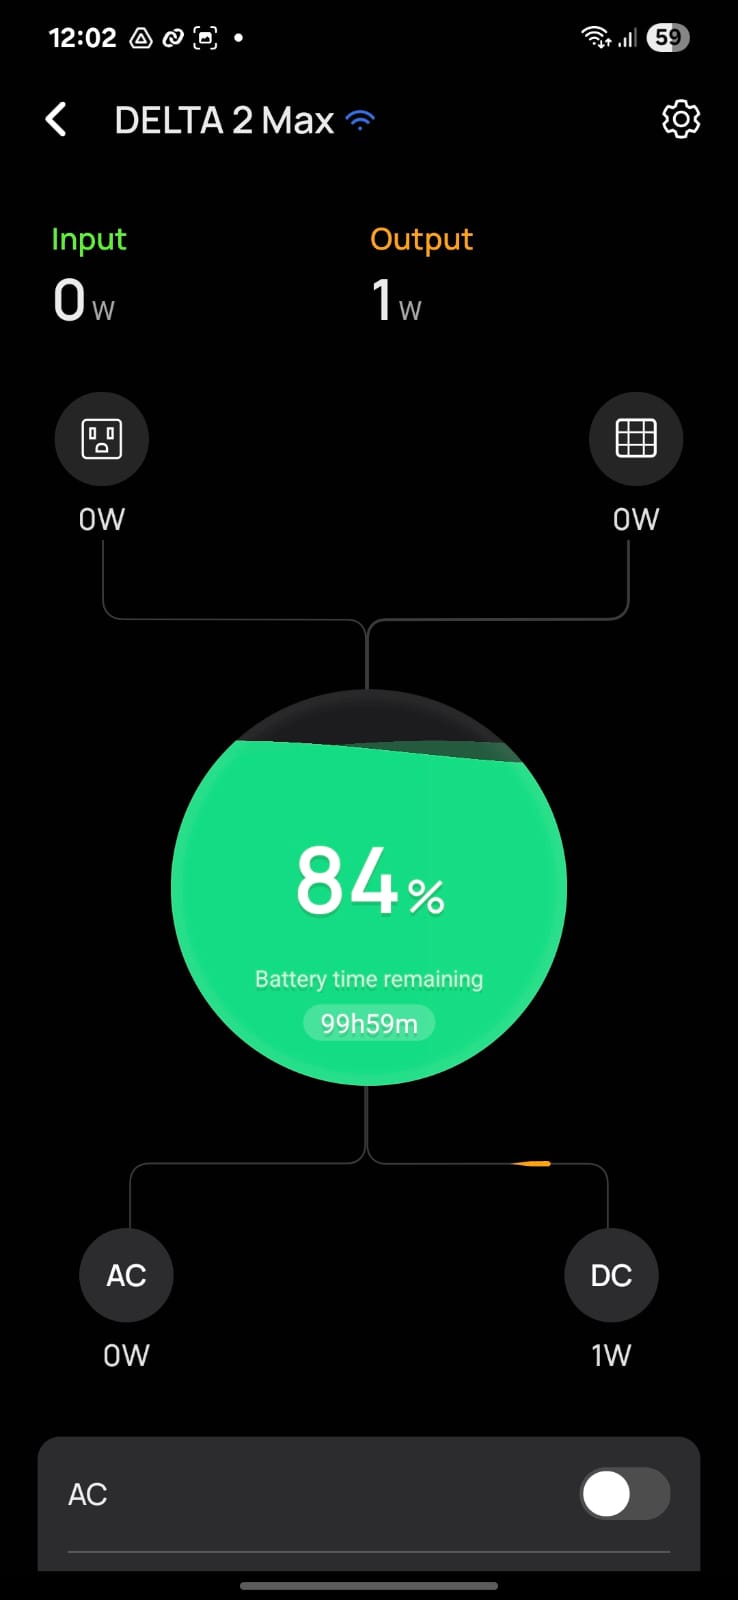 12:02
59
DELTA 2 Max
Input
Output
0 W
1 W
0W
0W
84%
Battery time remaining
99h59m
AC
DC
0W
1W
AC